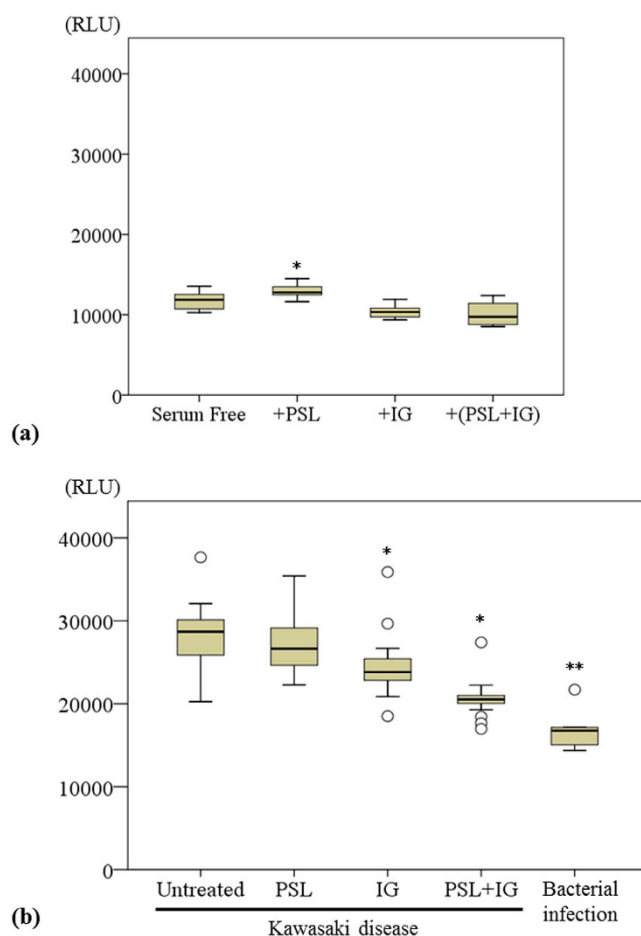 (RLU)
40000
30000
20000
10000
0
*
Serum Free +PSL +IG +(PSL+IG)
(a)
(RLU)
40000
30000
20000
10000
0
* * **
Untreated PSL IG PSL+IG Bacterial
infection
Kawasaki disease
(b)